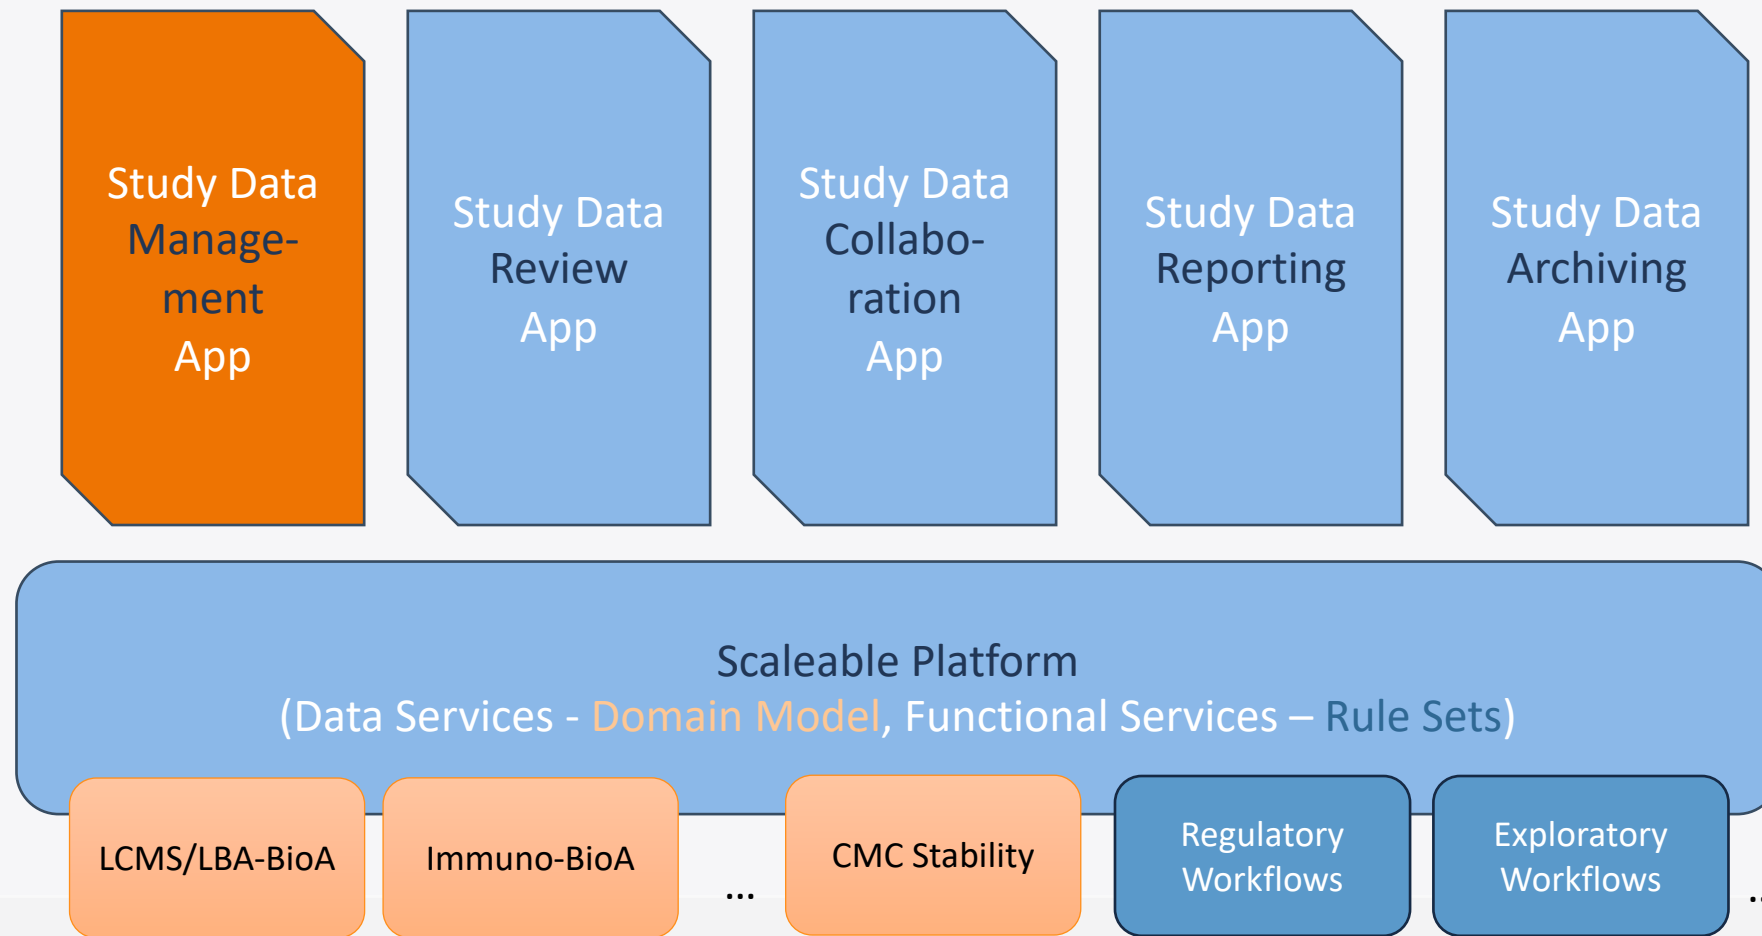 Study Data
Manage-
ment
App
Study Data
Review
App
Study Data
Collabo-
ration
App
Study Data
Reporting
App
Study Data
Archiving
App
Scaleable Platform
(Data Services - Domain Model, Functional Services – Rule Sets)
LCMS/LBA-BioA
Immuno-BioA
...
CMC Stability
Regulatory
Workflows
Exploratory
Workflows
..